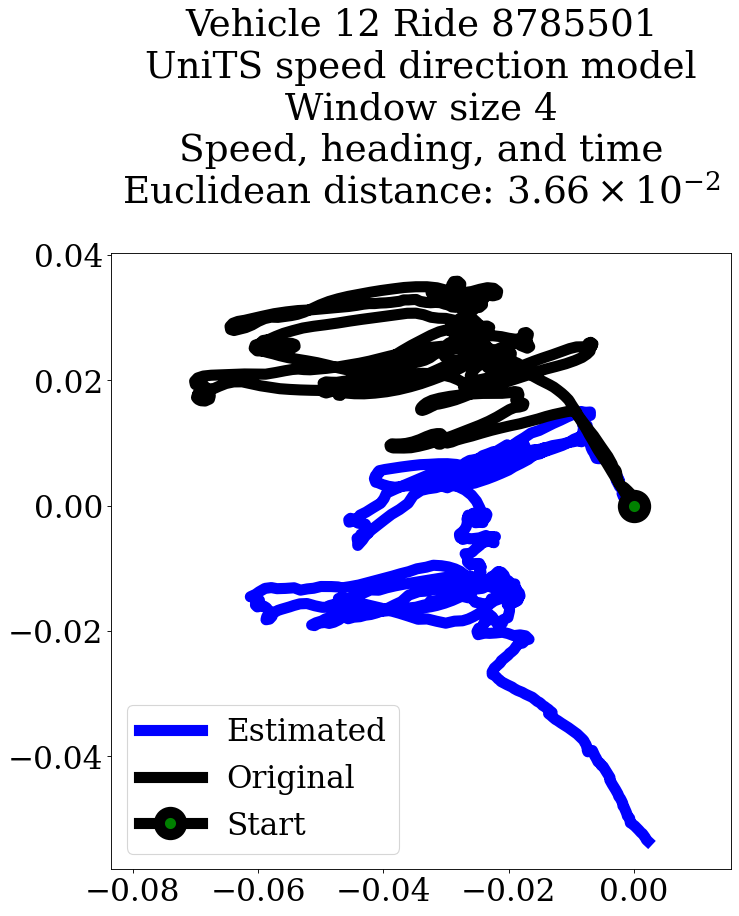 Vehicle 12 Ride 8785501
UniTS speed direction model
Window size 4
Speed, heading, and time
Euclidean distance: 3.66 × 10⁻²
0.04
0.02
0.00
−0.02
−0.04
Estimated
Original
Start
−0.08 −0.06 −0.04 −0.02 0.00